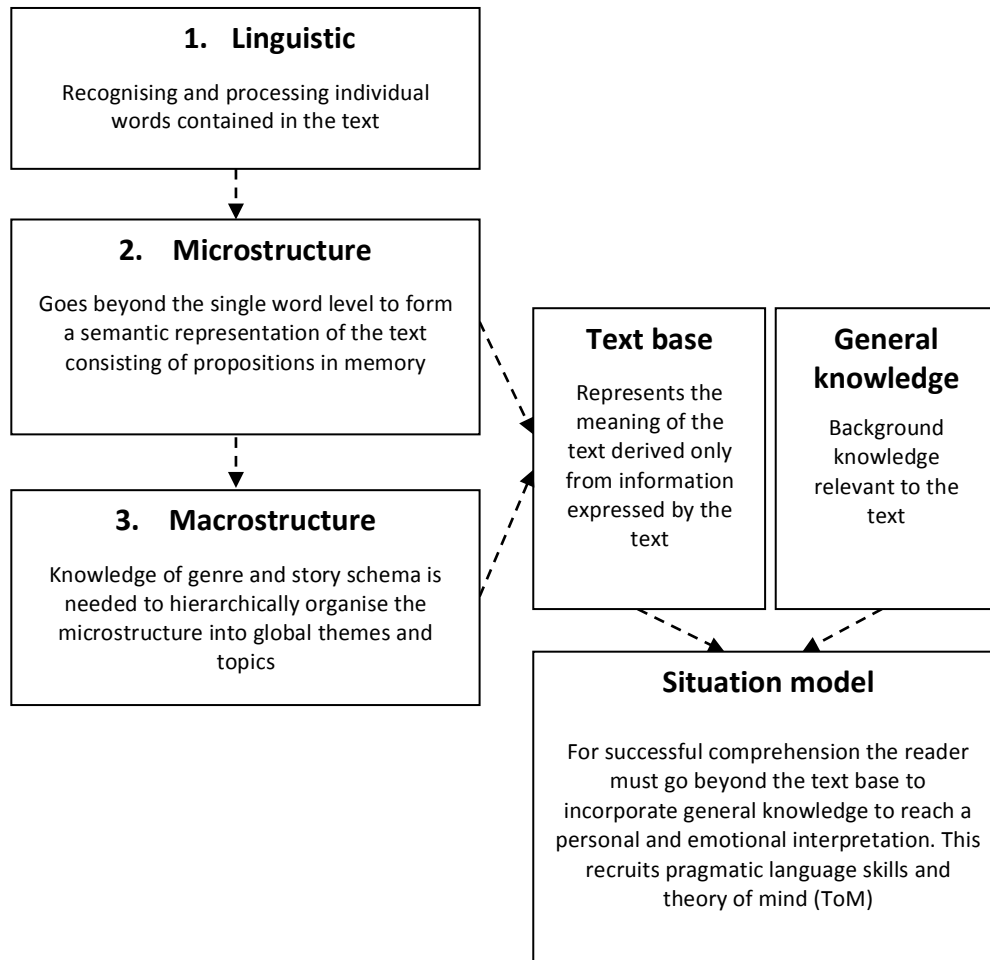 1. Linguistic
Recognising and processing individual
words contained in the text
2. Microstructure
Goes beyond the single word level to form
a semantic representation of the text
consisting of propositions in memory
3. Macrostructure
Knowledge of genre and story schema is
needed to hierarchically organise the
microstructure into global themes and
topics
Text base
Represents the
meaning of the
text derived only
from information
expressed by the
text
General
knowledge
Background
knowledge
relevant to the
text
Situation model
For successful comprehension the reader
must go beyond the text base to
incorporate general knowledge to reach a
personal and emotional interpretation. This
recruits pragmatic language skills and
theory of mind (ToM)